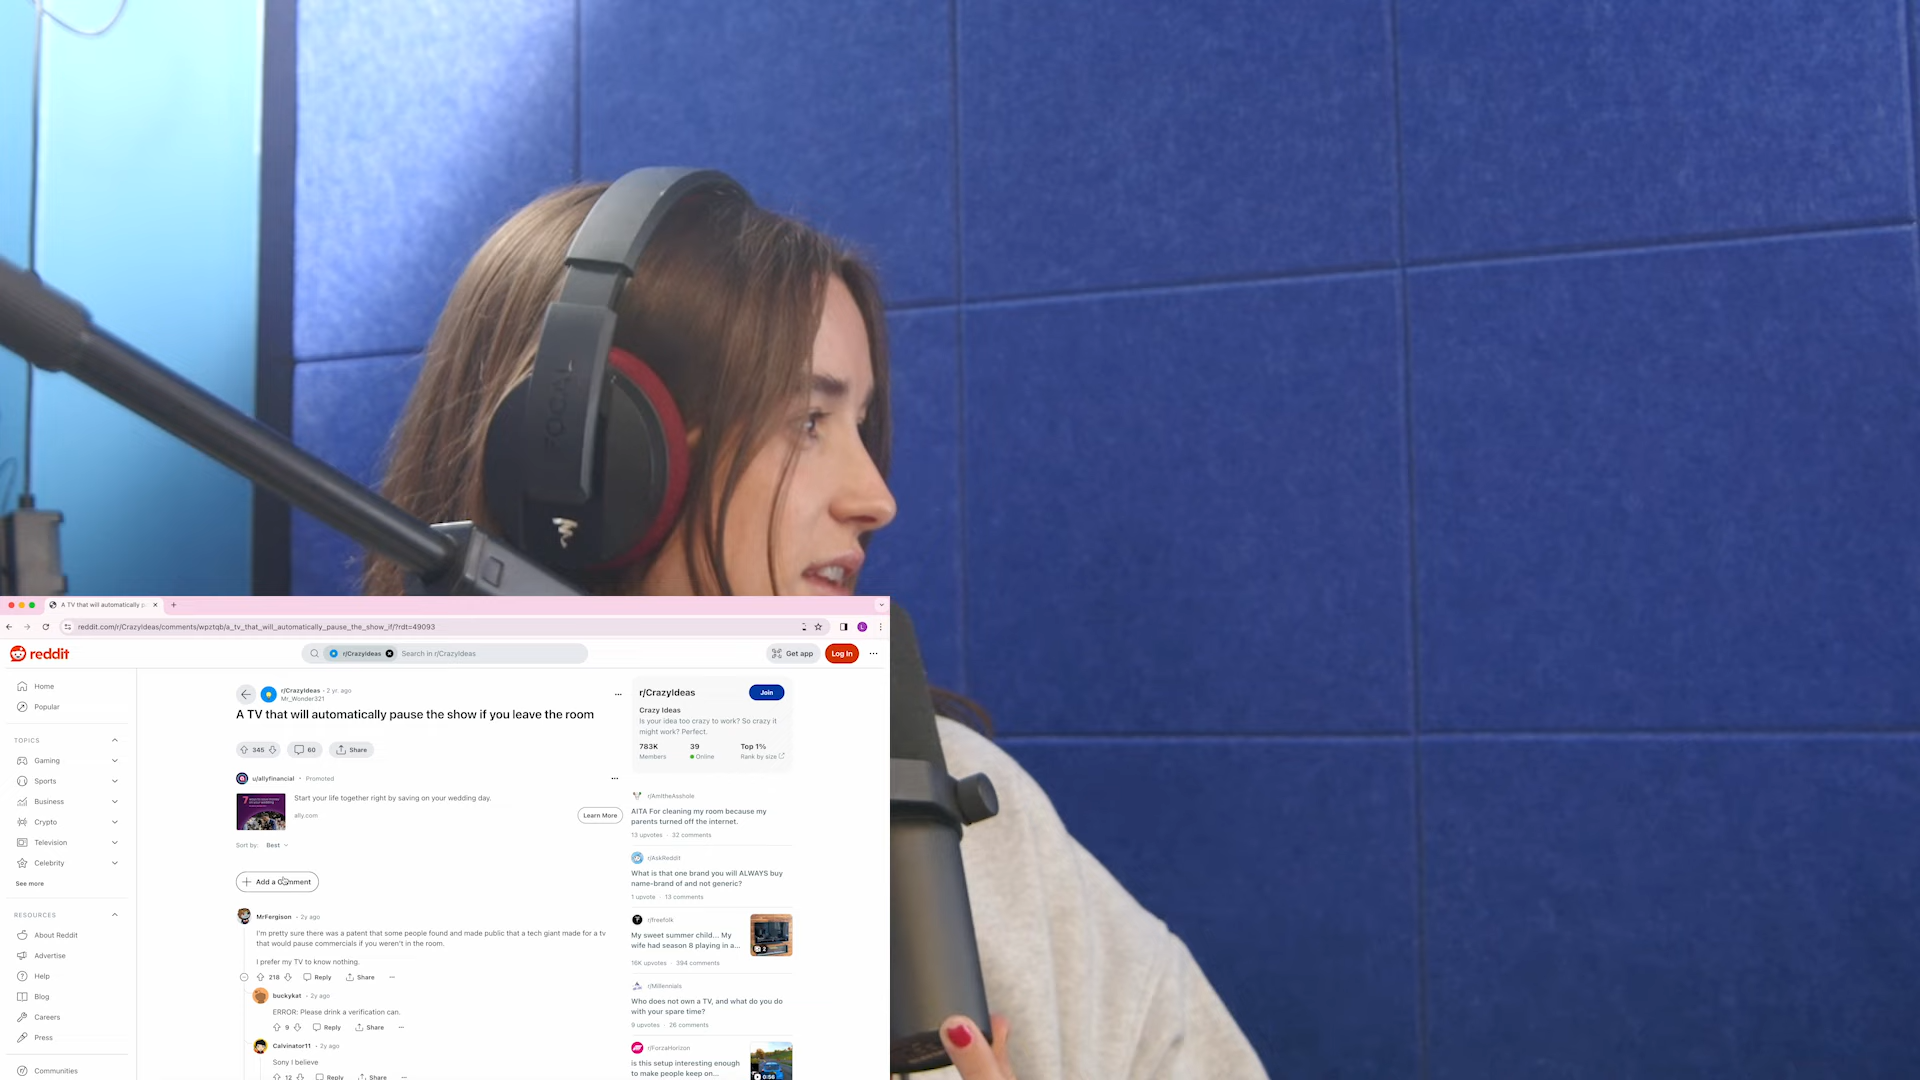 FOCAL
A TV that will automatically p
reddit.com/r/CrazyIdeas/comments/wpztqb/a_tv_that_will_automatically_pause_the_show_if/?rdt=49093
reddit
r/CrazyIdeas
Search in r/CrazyIdeas
Get app
Log In
Home
Popular
TOPICS
Gaming
Sports
Business
Crypto
Television
Celebrity
See more
RESOURCES
About Reddit
Advertise
Help
Blog
Careers
Press
Communities
r/CrazyIdeas • 2 yr. ago
Mr_Wonder321
A TV that will automatically pause the show if you leave the room
345
60
Share
u/allyfinancial • Promoted
Start your life together right by saving on your wedding day.
ally.com
Learn More
Sort by: Best
Add a Comment
MrFergison • 2y ago
I'm pretty sure there was a patent that some people found and made public that a tech giant made for a tv
that would pause commercials if you weren't in the room.
I prefer my TV to know nothing.
218 Reply Share
buckykat • 2y ago
ERROR: Please drink a verification can.
9 Reply Share
Calvinator11 • 2y ago
Sony I believe
12 Reply Share
r/CrazyIdeas
Join
Crazy Ideas
Is your idea too crazy to work? So crazy it
might work? Perfect.
783K 39 Top 1%
Members Online Rank by size
r/AmItheAsshole
AITA For cleaning my room because my
parents turned off the internet.
13 upvotes · 32 comments
r/AskReddit
What is that one brand you will ALWAYS buy
name-brand of and not generic?
1 upvote · 13 comments
r/freefolk
My sweet summer child... My
wife had season 8 playing in a...
2
16K upvotes · 394 comments
r/Millennials
Who does not own a TV, and what do you do
with your spare time?
9 upvotes · 26 comments
r/ForzaHorizon
is this setup interesting enough
to make people keep on...
0:56